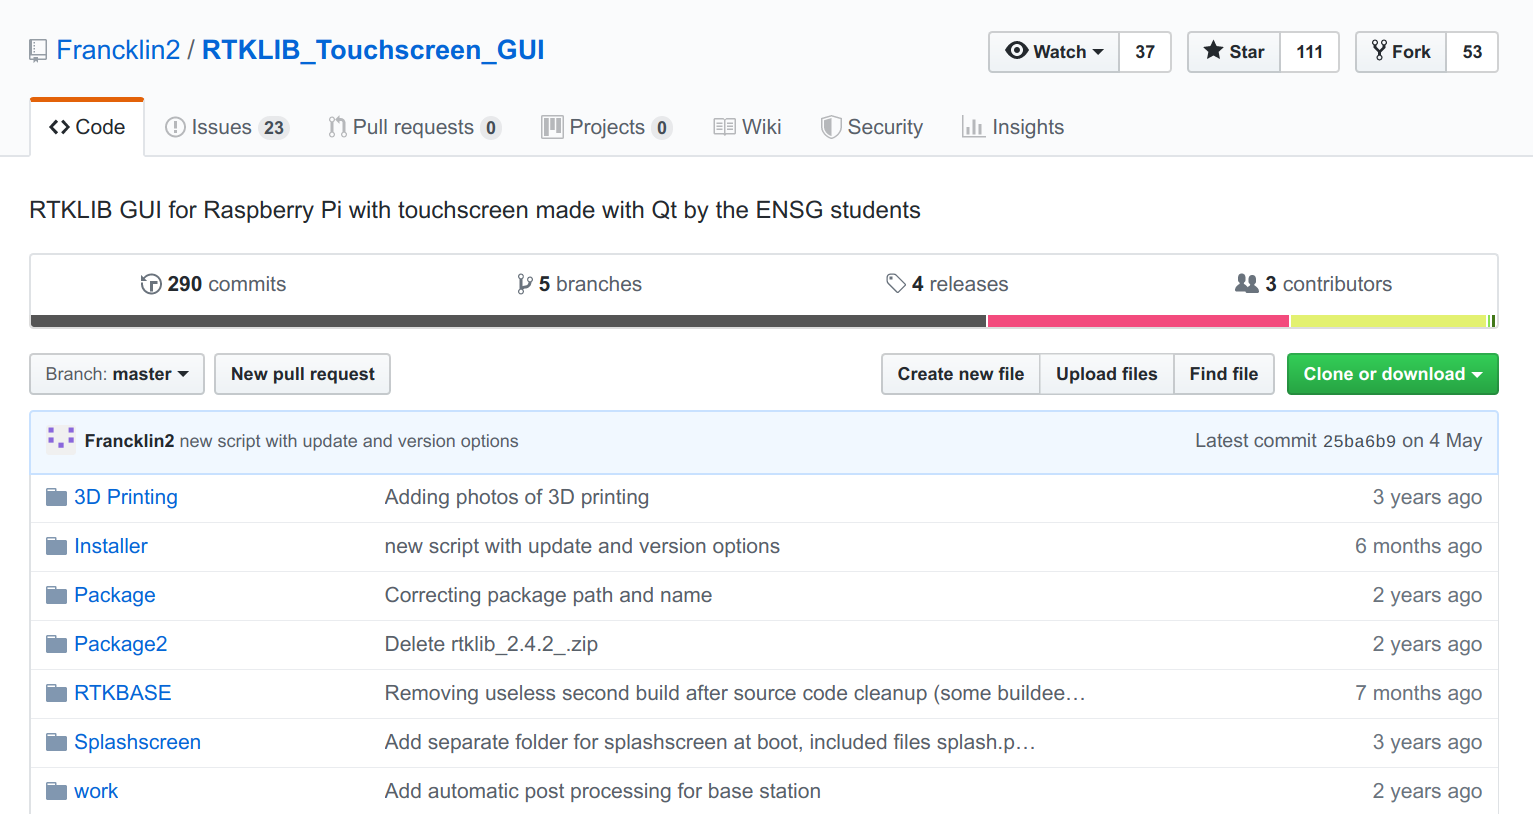 Francklin2 / RTKLIB_Touchscreen_GUI
Watch 37 Star 111 Fork 53
Code Issues 23 Pull requests 0 Projects 0 Wiki Security Insights
RTKLIB GUI for Raspberry Pi with touchscreen made with Qt by the ENSG students
290 commits 5 branches 4 releases 3 contributors
Branch: master New pull request Create new file Upload files Find file Clone or download
Francklin2 new script with update and version options Latest commit 25ba6b9 on 4 May
3D Printing Adding photos of 3D printing 3 years ago
Installer new script with update and version options 6 months ago
Package Correcting package path and name 2 years ago
Package2 Delete rtklib_2.4.2_.zip 2 years ago
RTKBASE Removing useless second build after source code cleanup (some buildee… 7 months ago
Splashscreen Add separate folder for splashscreen at boot, included files splash.p… 3 years ago
work Add automatic post processing for base station 2 years ago